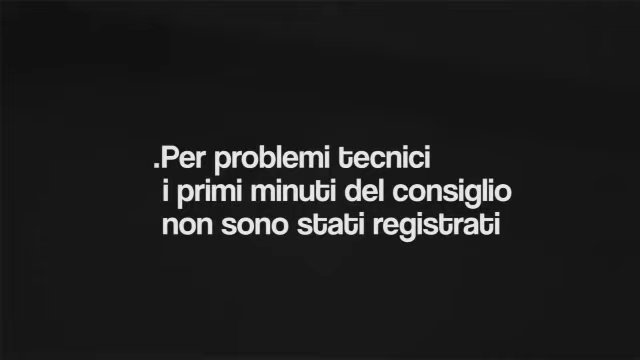 .Per problemi tecnici
i primi minuti del consiglio
non sono stati registrati